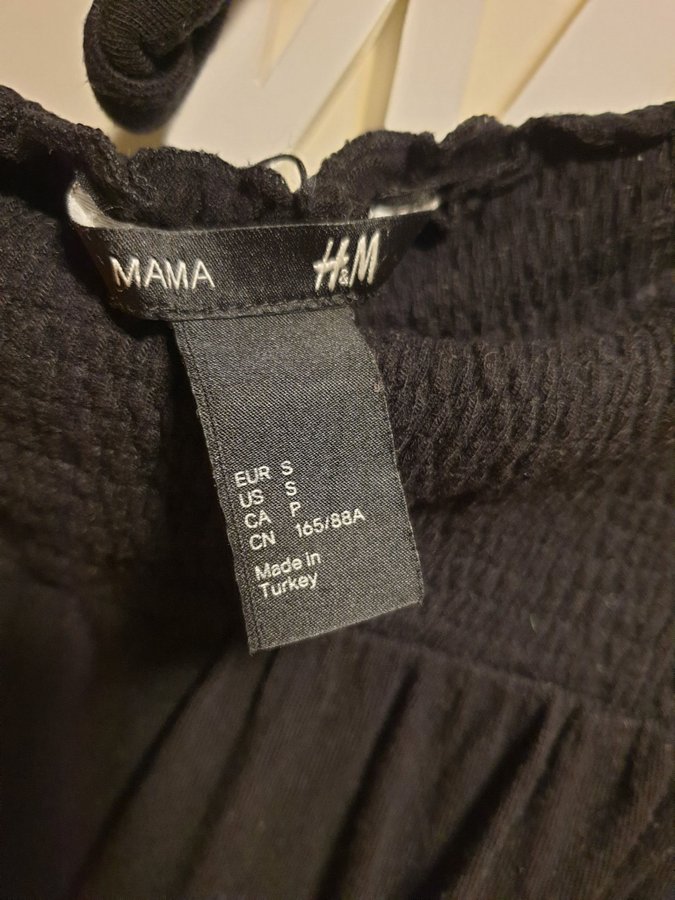 MAMA H&M
EUR S
US S
CA P
CN 165/88A
Made in
Turkey